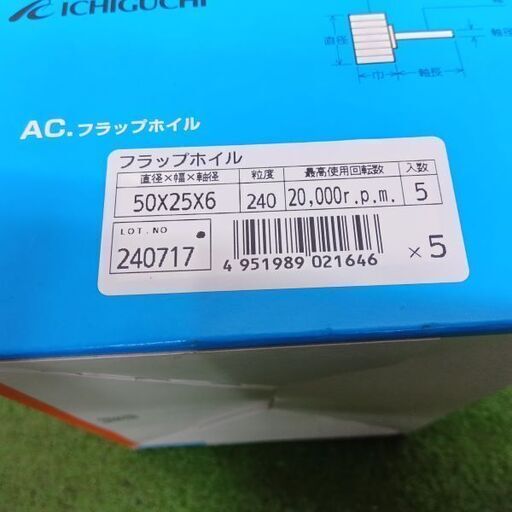 ICHIGUCHI
直径
巾
軸長
軸径
AC.フラップホイル
フラップホイル
直径×幅×軸径 粒度 最高使用回転数 入数
50X25X6 240 20,000r.p.m. 5
LOT.NO
240717
4 951989 021646
×5